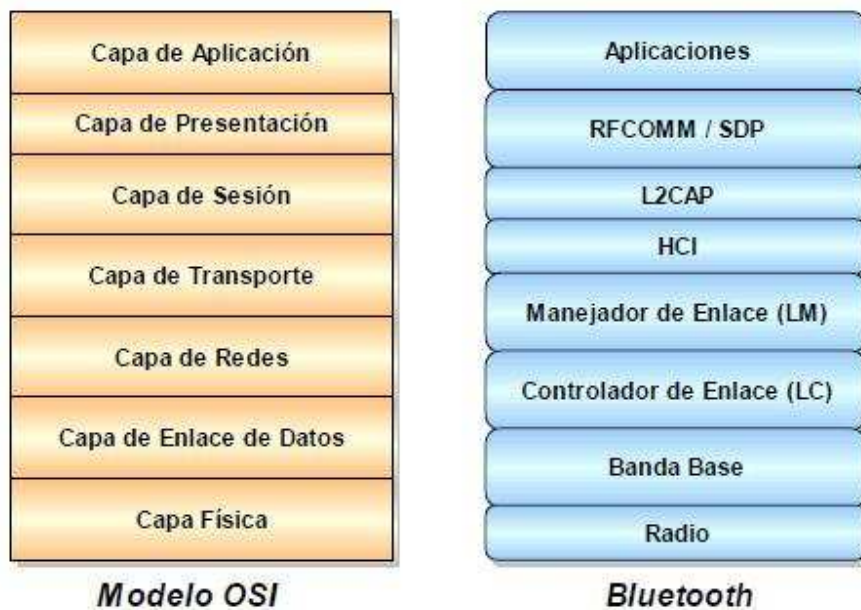 Capa de Aplicación
Capa de Presentación
Capa de Sesión
Capa de Transporte
Capa de Redes
Capa de Enlace de Datos
Capa Física
Modelo OSI
Aplicaciones
RFCOMM / SDP
L2CAP
HCI
Manejador de Enlace (LM)
Controlador de Enlace (LC)
Banda Base
Radio
Bluetooth